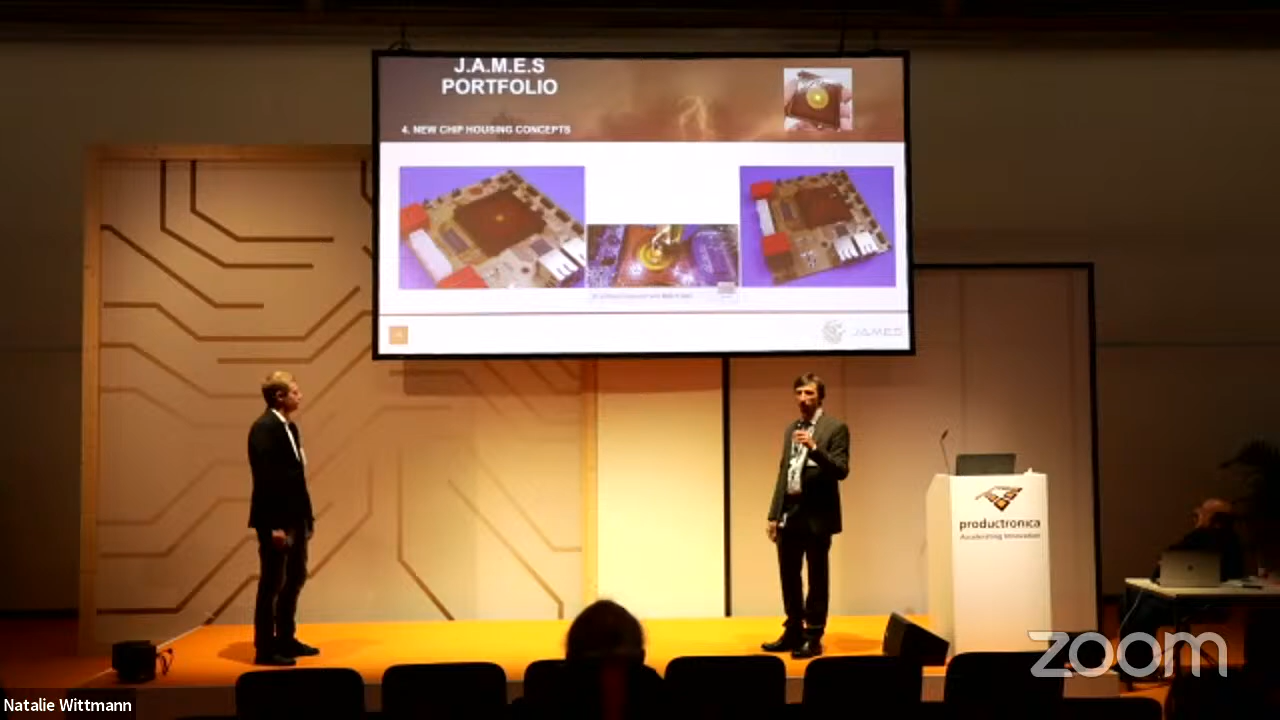 J.A.M.E.S
PORTFOLIO
4. NEW CHIP HOUSING CONCEPTS
JAMES
productronica
Accelerating Innovation
zoom
Natalie Wittmann